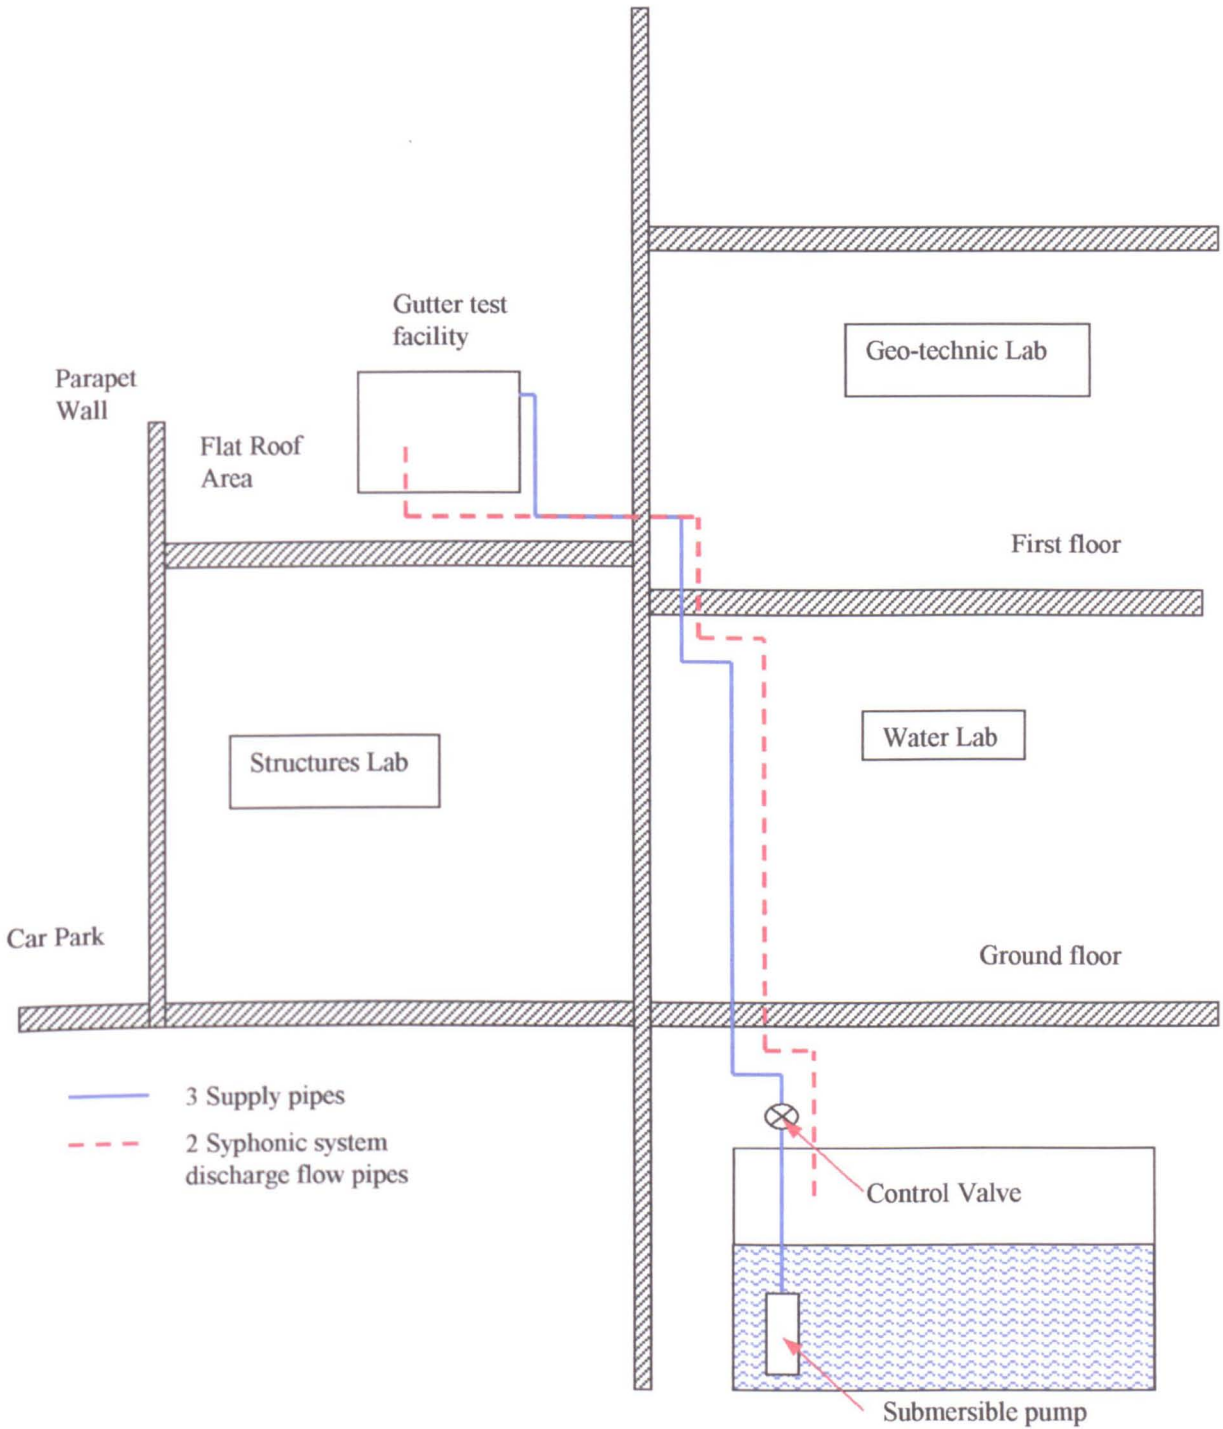 Gutter test
facility
Geo-technic Lab
Parapet
Wall
Flat Roof
Area
First floor
Water Lab
Structures Lab
Car Park
Ground floor
3 Supply pipes
2 Syphonic system
discharge flow pipes
Control Valve
Submersible pump